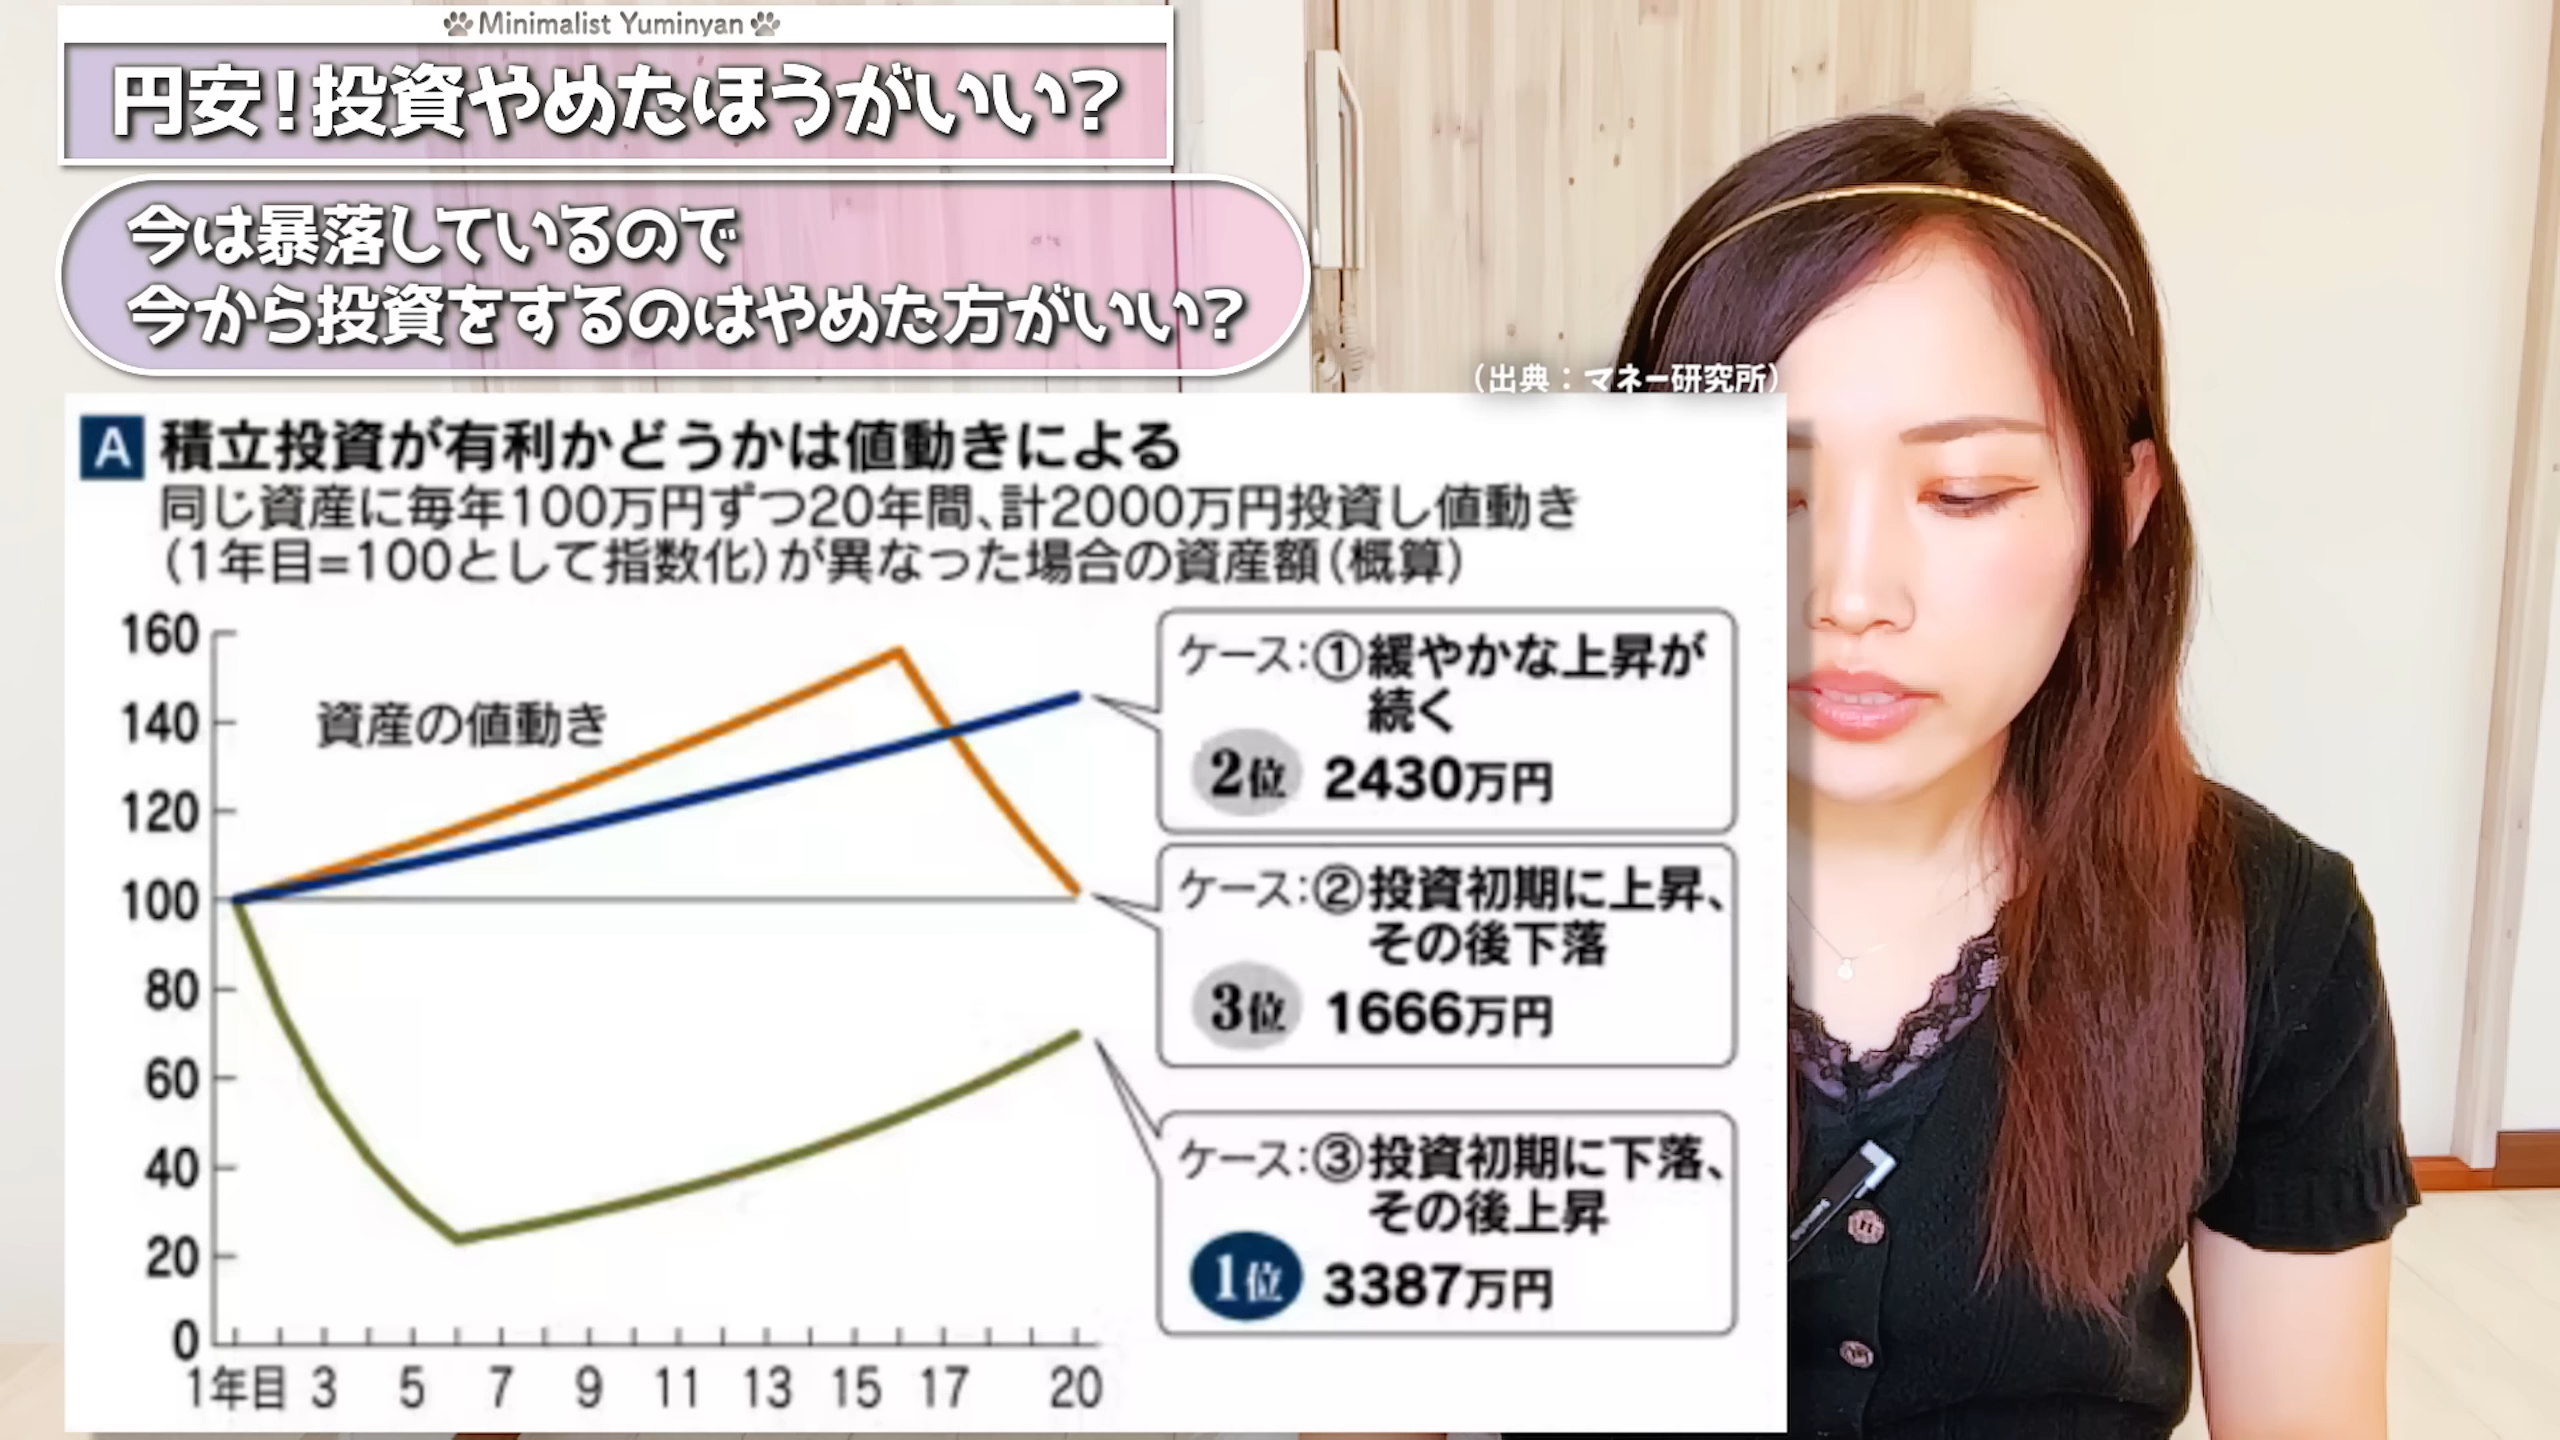 Minimalist Yuminyan
円安！投資やめたほうがいい？
今は暴落しているので
今から投資をするのはやめた方がいい？
（出典：マネー研究所）
A 積立投資が有利かどうかは値動きによる
同じ資産に毎年100万円ずつ20年間、計2000万円投資し値動き
（1年目=100として指数化）が異なった場合の資産額（概算）
160
140
120
100
80
60
40
20
0
資産の値動き
1年目 3 5 7 9 11 13 15 17 20
ケース：①緩やかな上昇が
続く
2位 2430万円
ケース：②投資初期に上昇、
その後下落
3位 1666万円
ケース：③投資初期に下落、
その後上昇
1位 3387万円